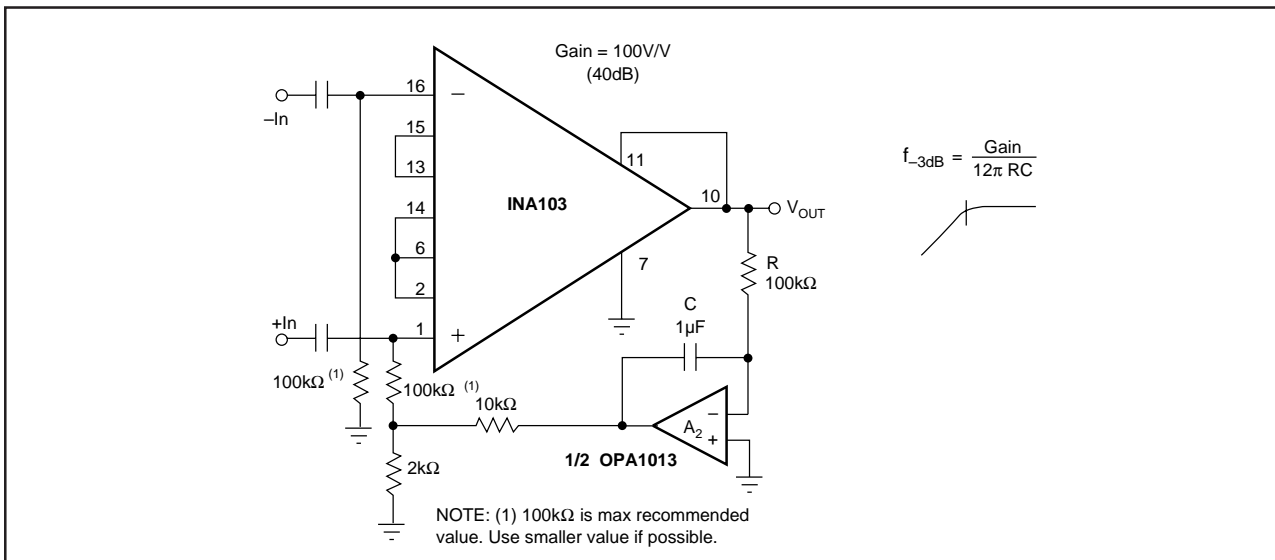 Gain = 100V/V
(40dB)
16
–
–In
15
13
11
f–3dB = Gain
12π RC
10
INA103
14
VOUT
6
7
R
100kΩ
2
C
1µF
+In
1
+
100kΩ (1)
100kΩ (1)
10kΩ
–
A2
+
1/2 OPA1013
2kΩ
NOTE: (1) 100kΩ is max recommended
value. Use smaller value if possible.